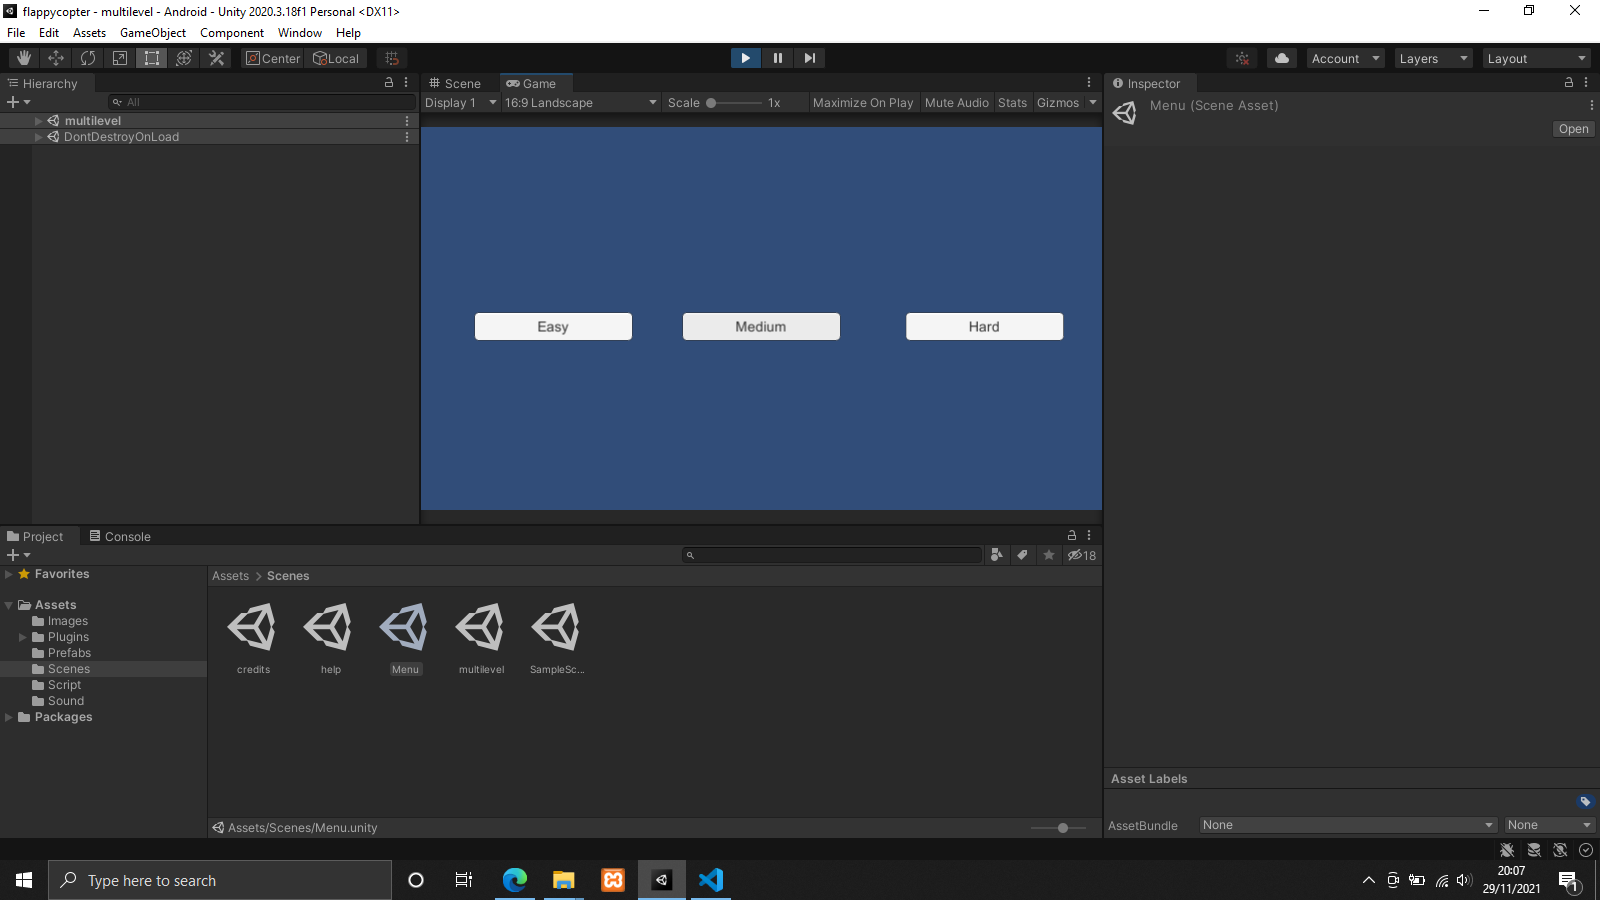 flappycopter - multilevel - Android - Unity 2020.3.18f1 Personal <DX11>
File Edit Assets GameObject Component Window Help
Center Local Account Layers Layout
Hierarchy
All
multilevel
DontDestroyOnLoad
Scene Game
Display 1 16:9 Landscape Scale 1x Maximize On Play Mute Audio Stats Gizmos
Easy Medium Hard
Inspector
Menu (Scene Asset)
Open
Project Console
18
Favorites
Assets
Images
Plugins
Prefabs
Scenes
Script
Sound
Packages
Assets > Scenes
credits help Menu multilevel SampleSc...
Assets/Scenes/Menu.unity
Asset Labels
AssetBundle None None
Type here to search
20:07
29/11/2021
1